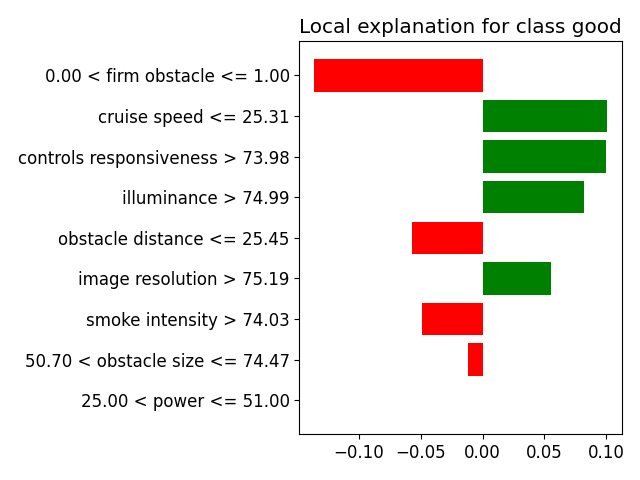 Local explanation for class good
0.00 < firm obstacle <= 1.00
cruise speed <= 25.31
controls responsiveness > 73.98
illuminance > 74.99
obstacle distance <= 25.45
image resolution > 75.19
smoke intensity > 74.03
50.70 < obstacle size <= 74.47
25.00 < power <= 51.00
−0.10 −0.05 0.00 0.05 0.10